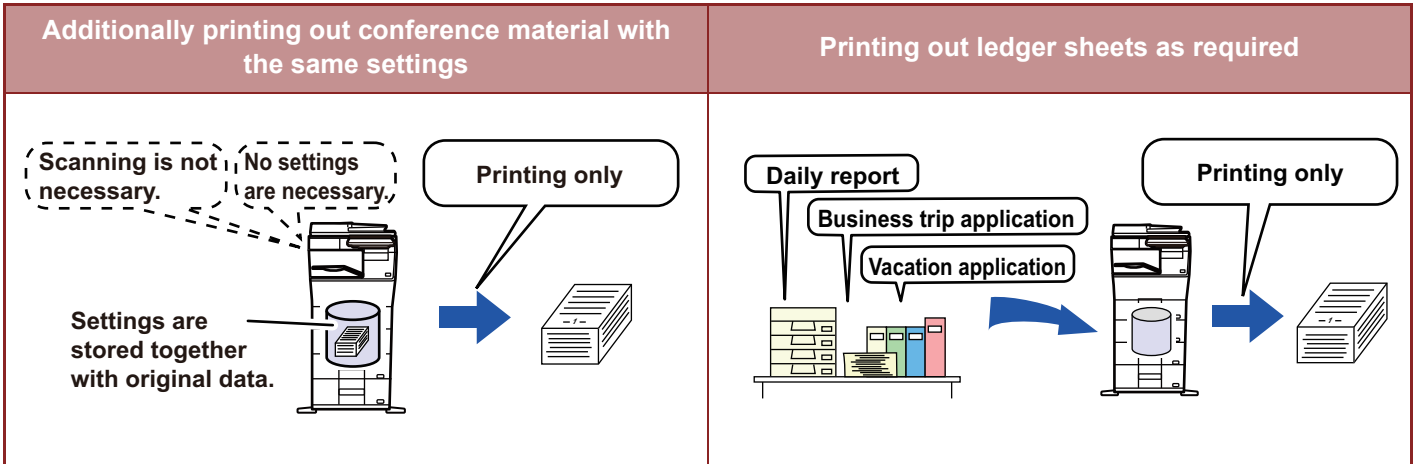 Additionally printing out conference material with
the same settings
Printing out ledger sheets as required
Scanning is not
necessary.
No settings
are necessary.
Printing only
Settings are
stored together
with original data.
-1-
Daily report
Business trip application
Vacation application
Printing only
-1-